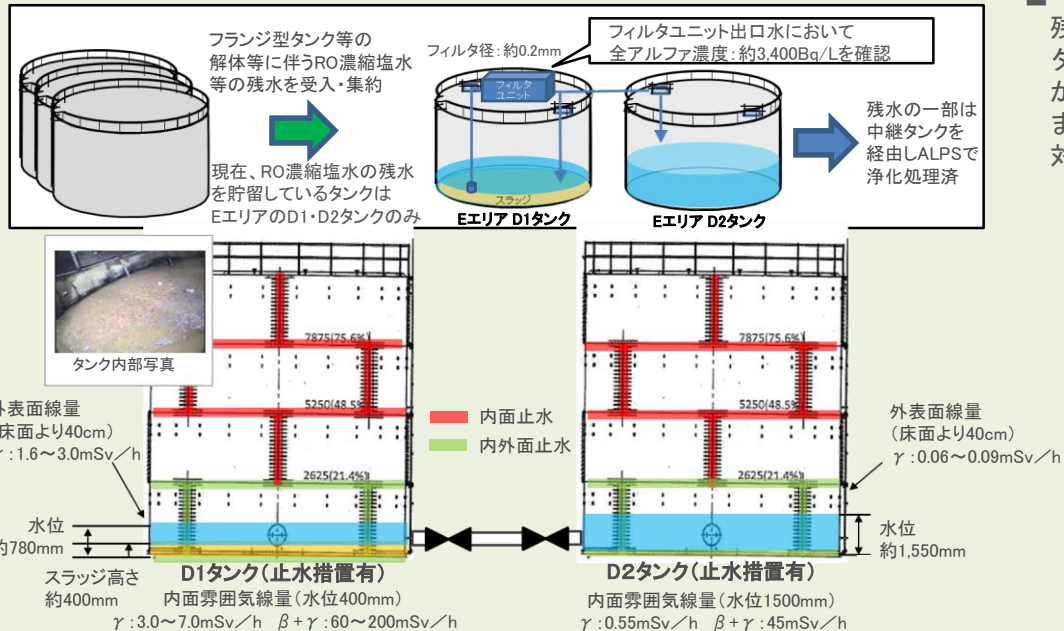 フランジ型タンク等の
解体等に伴うRO濃縮塩水
等の残水を受入・集約
現在、RO濃縮塩水の残水
を貯留しているタンクは
EエリアのD1・D2タンクのみ
フィルタ径:約0.2mm
フィルタユニット出口水において
全アルファ濃度:約3,400Bq/Lを確認
フィルタ
ユニット
スラッジ
Eエリア D1タンク
Eエリア D2タンク
残水の一部は
中継タンクを
経由しALPSで
浄化処理済
■
残
タ
が
ま
対
タンク内部写真
7875(75.6%)
5250(48.5%
2625(21.4%)
7875(75.6%)
5250(48.5%
2625(21.4%)
内面止水
内外面止水
外表面線量
床面より40cm)
γ:1.6~3.0mSv/h
水位
約780mm
スラッジ高さ
約400mm
D1タンク(止水措置有)
内面雰囲気線量(水位400mm)
γ:3.0~7.0mSv/h β+γ:60~200mSv/h
外表面線量
(床面より40cm)
γ:0.06~0.09mSv/h
水位
約1,550mm
D2タンク(止水措置有)
内面雰囲気線量(水位1500mm)
γ:0.55mSv/h β+γ:45mSv/h